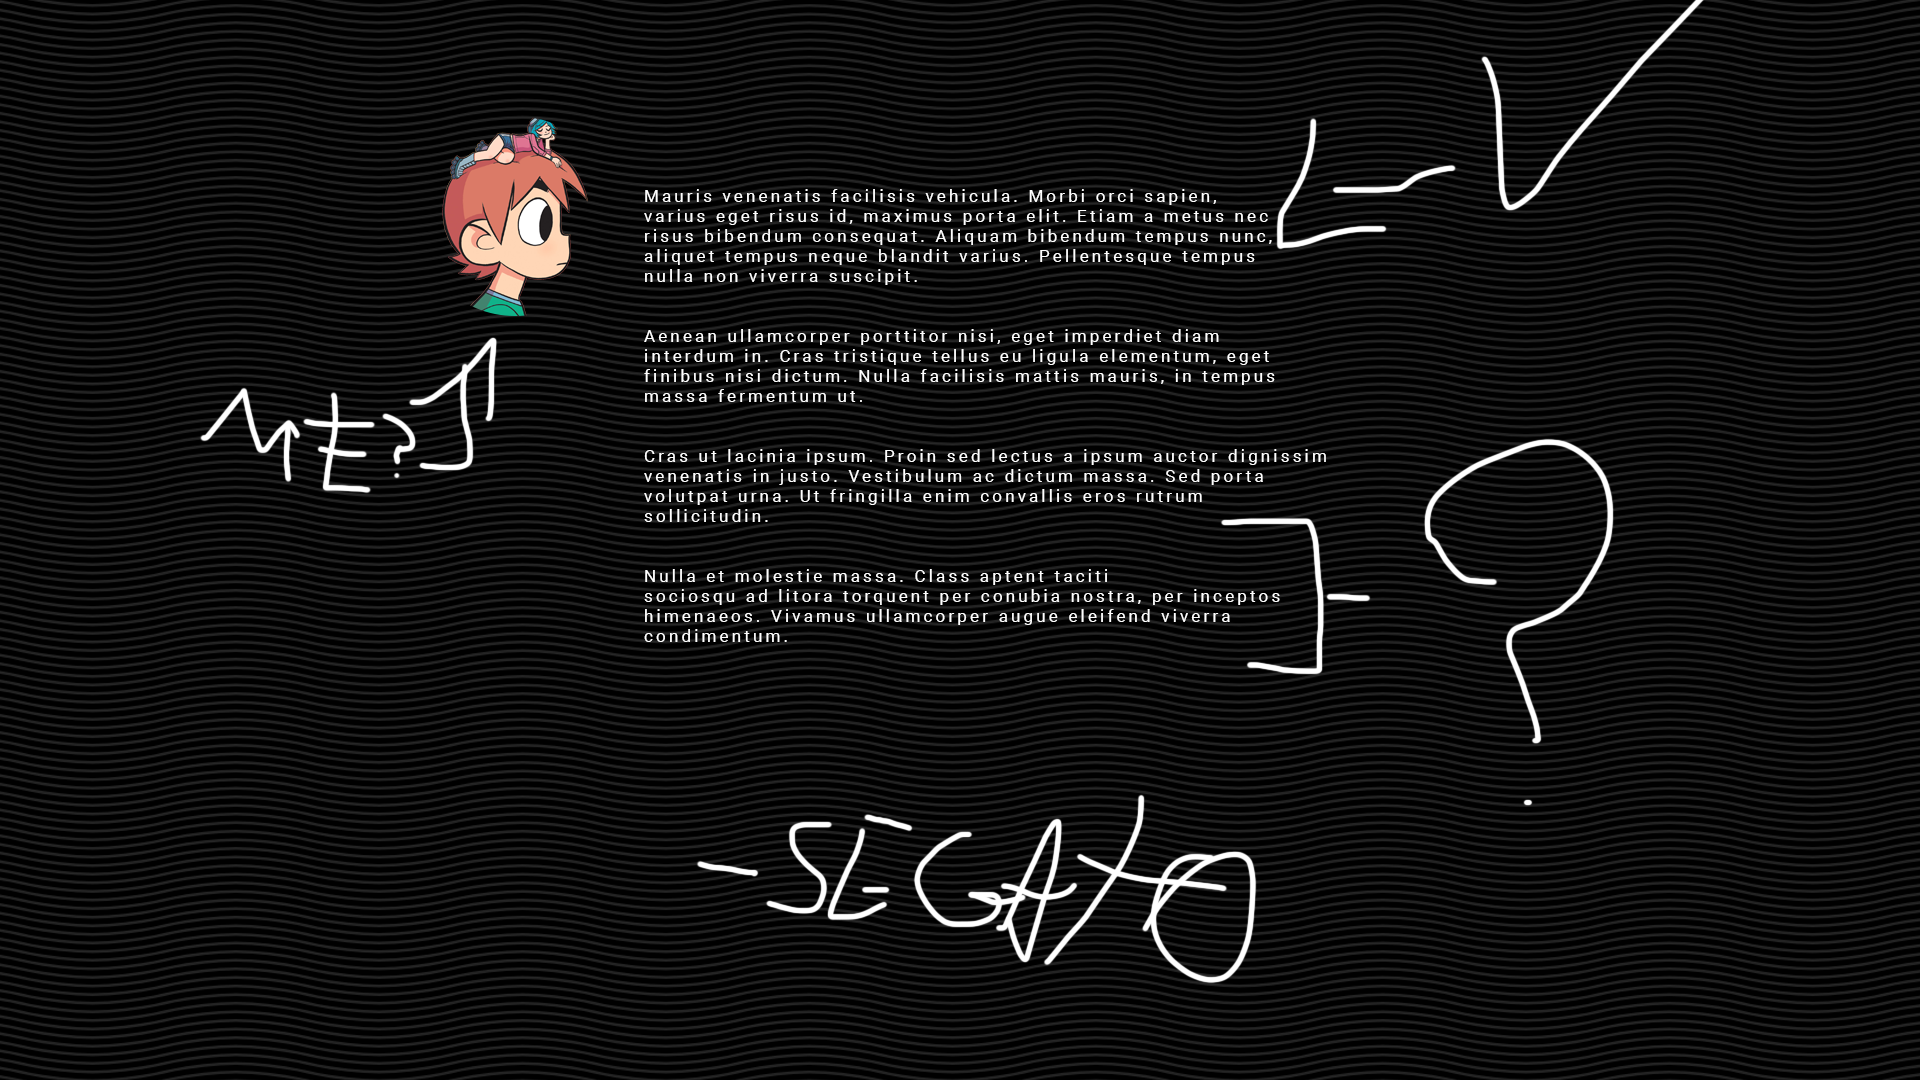 Mauris venenatis facilisis vehicula. Morbi orci sapien,
varius eget risus id, maximus porta elit. Etiam a metus nec
risus bibendum consequat. Aliquam bibendum tempus nunc,
aliquet tempus neque blandit varius. Pellentesque tempus
nulla non viverra suscipit.
Aenean ullamcorper porttitor nisi, eget imperdiet diam
interdum in. Cras tristique tellus eu ligula elementum, eget
finibus nisi dictum. Nulla facilisis mattis mauris, in tempus
massa fermentum ut.
ME?
Cras ut lacinia ipsum. Proin sed lectus a ipsum auctor dignissim
venenatis in justo. Vestibulum ac dictum massa. Sed porta
volutpat urna. Ut fringilla enim convallis eros rutrum
sollicitudin.
Nulla et molestie massa. Class aptent taciti
sociosqu ad litora torquent per conubia nostra, per inceptos
himenaeos. Vivamus ullamcorper augue eleifend viverra
condimentum.
?
-SEGAYO